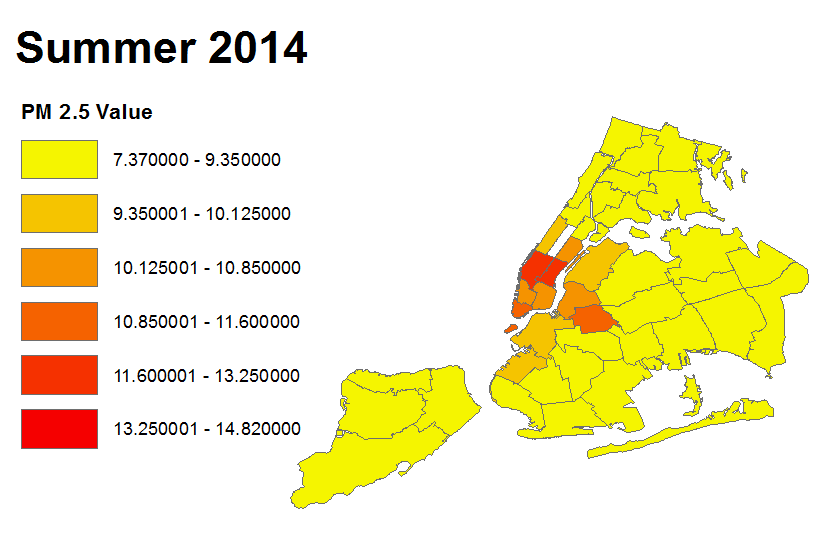 Summer 2014
PM 2.5 Value
7.370000 - 9.350000
9.350001 - 10.125000
10.125001 - 10.850000
10.850001 - 11.600000
11.600001 - 13.250000
13.250001 - 14.820000